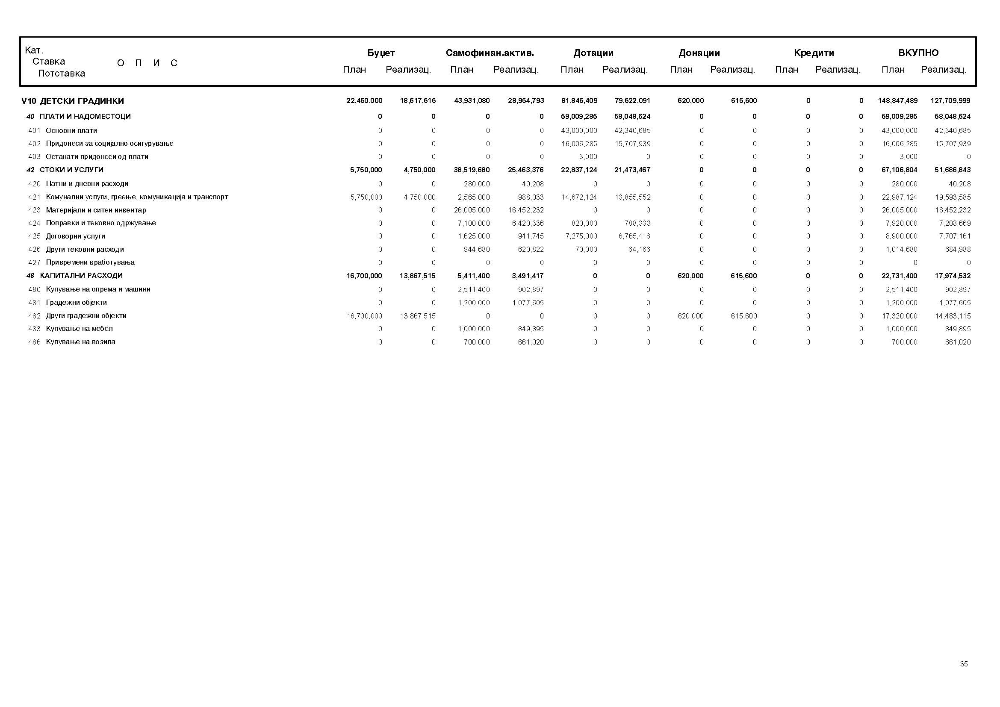 Кат.
Ставка
Потставка
О П И С
Буџет Самофинан.актив. Дотации Донации Кредити ВКУПНО
План Реализац. План Реализац. План Реализац. План Реализац. План Реализац. План Реализац.
V10 ДЕТСКИ ГРАДИНКИ 22,450,000 18,617,515 43,931,080 28,954,793 81,846,409 79,522,091 620,000 615,600 0 0 148,847,489 127,709,999
40 ПЛАТИ И НАДОМЕСТОЦИ 0 0 0 0 59,009,285 58,048,624 0 0 0 0 59,009,285 58,048,624
401 Основни плати 0 0 0 0 43,000,000 42,340,685 0 0 0 0 43,000,000 42,340,685
402 Придонеси за социјално осигурување 0 0 0 0 16,006,285 15,707,939 0 0 0 0 16,006,285 15,707,939
403 Останати придонеси од плати 0 0 0 0 3,000 0 0 0 0 0 3,000 0
42 СТОКИ И УСЛУГИ 5,750,000 4,750,000 38,519,680 25,463,376 22,837,124 21,473,467 0 0 0 0 67,106,804 51,686,843
420 Патни и дневни расходи 0 0 280,000 40,208 0 0 0 0 0 0 280,000 40,208
421 Комунални услуги, греење, комуникација и транспорт 5,750,000 4,750,000 2,565,000 988,033 14,672,124 13,855,552 0 0 0 0 22,987,124 19,593,585
423 Материјали и ситен инвентар 0 0 26,005,000 16,452,232 0 0 0 0 0 0 26,005,000 16,452,232
424 Поправки и тековно одржување 0 0 7,100,000 6,420,336 820,000 788,333 0 0 0 0 7,920,000 7,208,669
425 Договорни услуги 0 0 1,625,000 941,745 7,275,000 6,765,416 0 0 0 0 8,900,000 7,707,161
426 Други тековни расходи 0 0 944,680 620,822 70,000 64,166 0 0 0 0 1,014,680 684,988
427 Привремени вработувања 0 0 0 0 0 0 0 0 0 0 0 0
48 КАПИТАЛНИ РАСХОДИ 16,700,000 13,867,515 5,411,400 3,491,417 0 0 620,000 615,600 0 0 22,731,400 17,974,532
480 Купување на опрема и машини 0 0 2,511,400 902,897 0 0 0 0 0 0 2,511,400 902,897
481 Градежни објекти 0 0 1,200,000 1,077,605 0 0 0 0 0 0 1,200,000 1,077,605
482 Други градежни објекти 16,700,000 13,867,515 0 0 0 0 620,000 615,600 0 0 17,320,000 14,483,115
483 Купување на мебел 0 0 1,000,000 849,895 0 0 0 0 0 0 1,000,000 849,895
486 Купување на возила 0 0 700,000 661,020 0 0 0 0 0 0 700,000 661,020
35